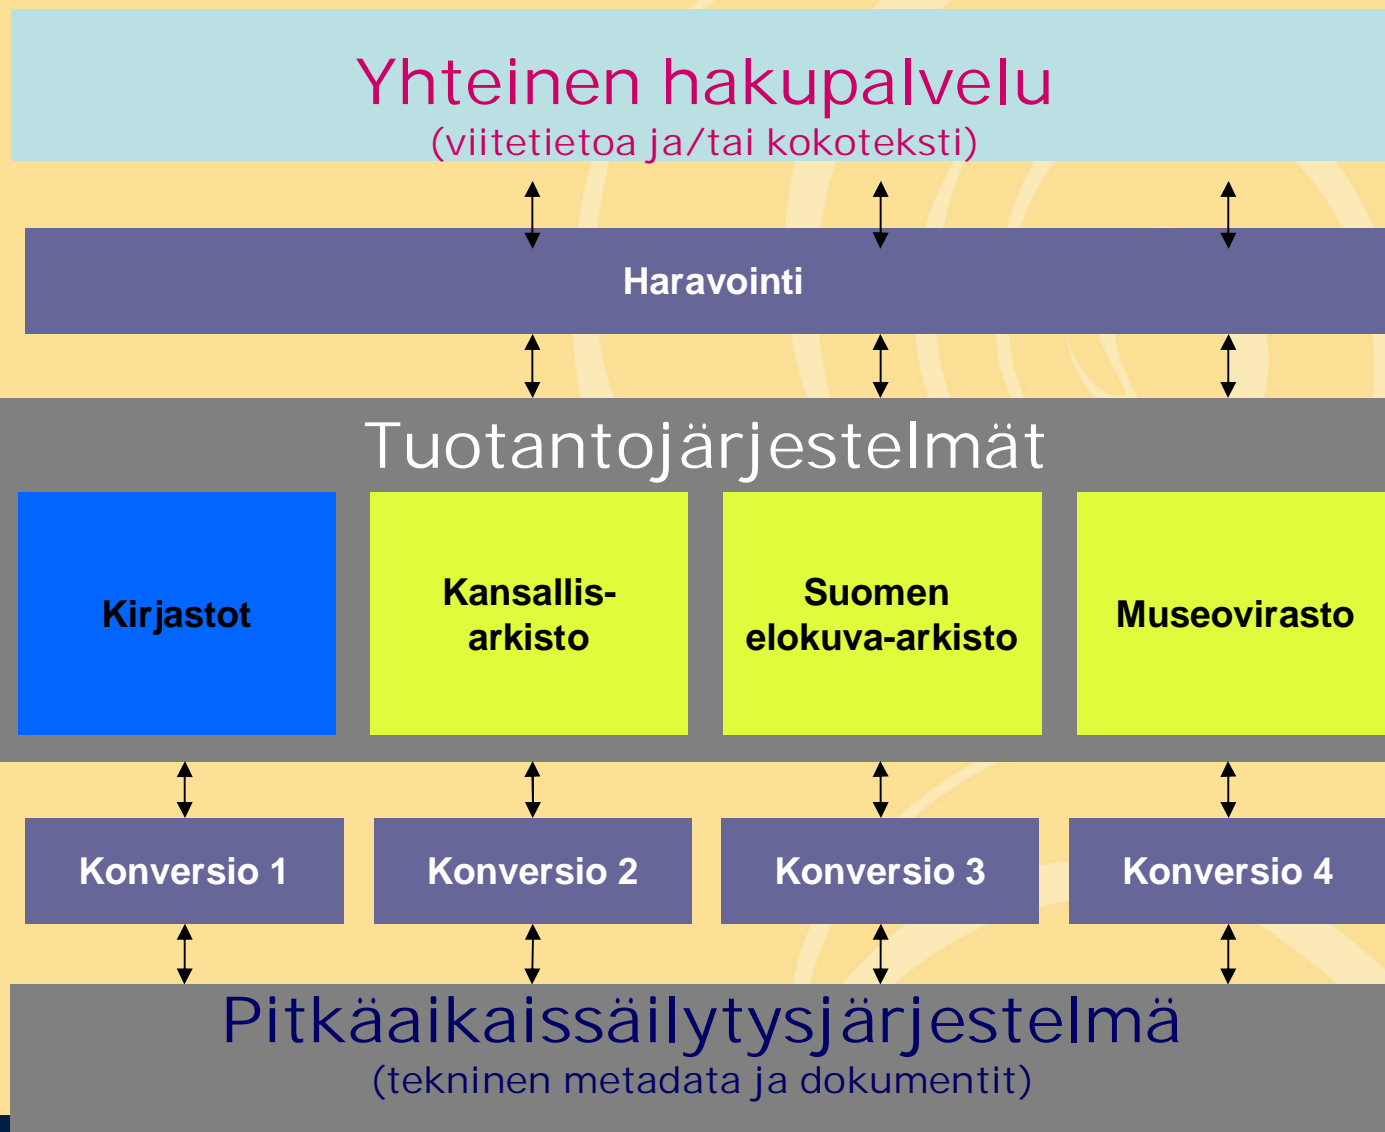 Yhteinen hakupalvelu
(viitetietoa ja/tai kokoteksti)
Haravointi
Tuotantojärjestelmät
Kirjastot
Kansallis-
arkisto
Suomen
elokuva-arkisto
Museovirasto
Konversio 1
Konversio 2
Konversio 3
Konversio 4
Pitkäaikaissäilytysjärjestelmä
(tekninen metadata ja dokumentit)